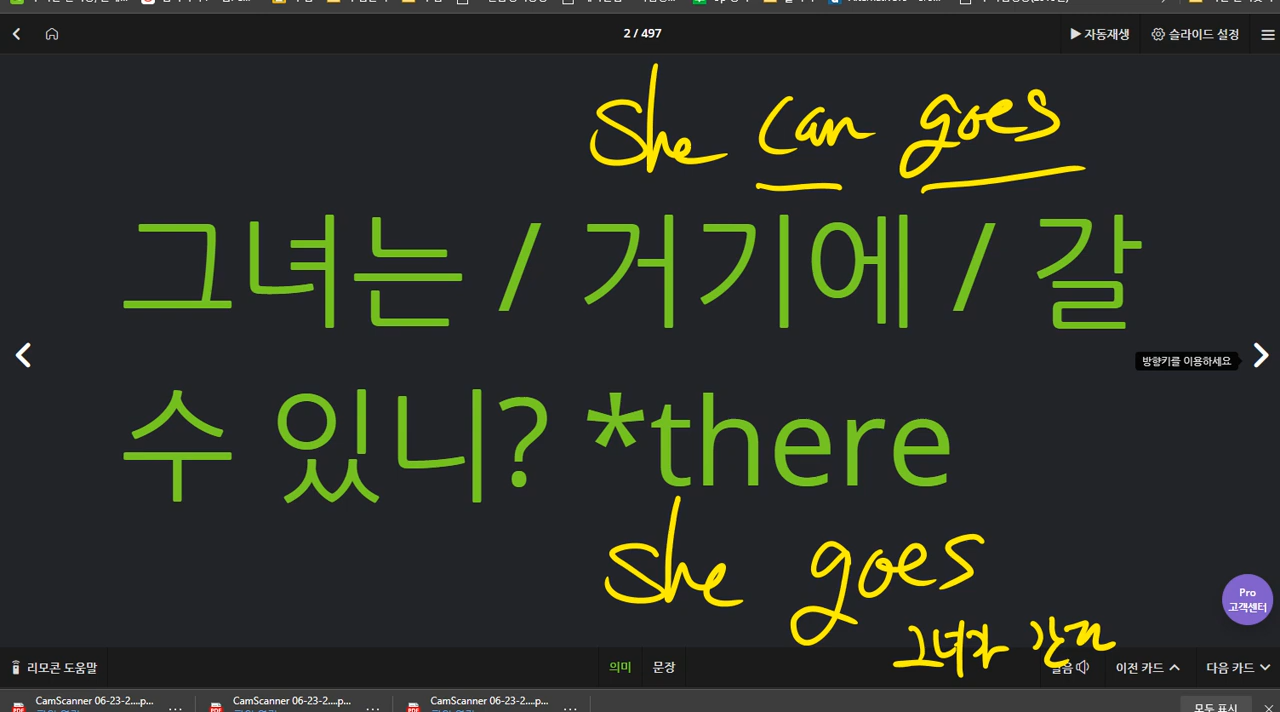 2 / 497
자동재생
슬라이드 설정
She can goes
그녀는 / 거기에 / 갈
방향키를 이용하세요
수 있니? *there
She goes
Pro
고객센터
그녀가 간다
리모콘 도움말
의미
문장
이전 카드
다음 카드
CamScanner 06-23-2....p...
CamScanner 06-23-2....p...
CamScanner 06-23-2....p...
모두 표시